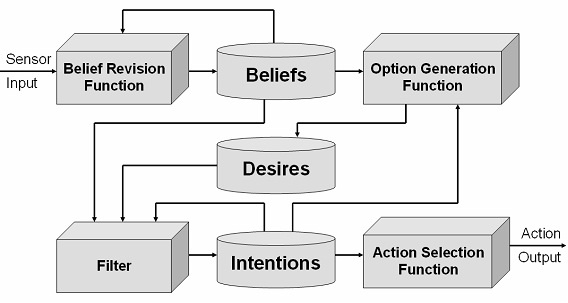 Sensor
Input
Belief Revision
Function
Beliefs
Option Generation
Function
Desires
Filter
Intentions
Action Selection
Function
Action
Output